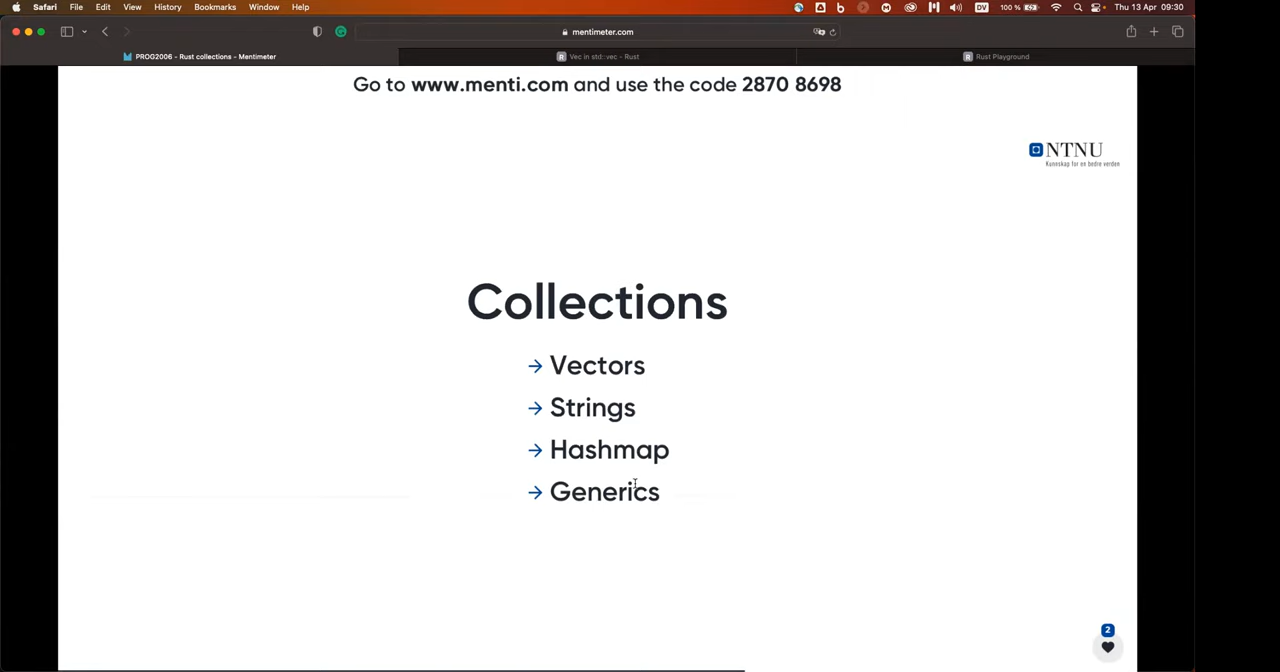 Safari File Edit View History Bookmarks Window Help DV 100 % Thu 13 Apr 09:30
mentimeter.com
PROG2006 - Rust collections - Mentimeter Vec in std::vec - Rust Rust Playground
Go to www.menti.com and use the code 2870 8698
NTNU
Kunnskap for en bedre verden
Collections
→ Vectors
→ Strings
→ Hashmap
→ Generics
2